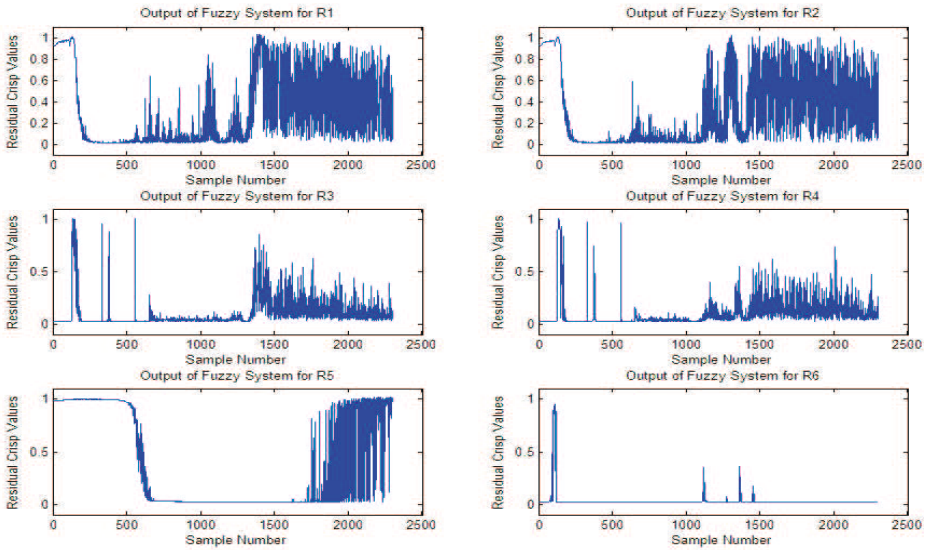 Output of Fuzzy System for R1
Residual Crisp Values
1
0.8
0.6
0.4
0.2
0
0 500 1000 1500 2000 2500
Sample Number
Output of Fuzzy System for R2
Residual Crisp Values
1
0.8
0.6
0.4
0.2
0
0 500 1000 1500 2000 2500
Sample Number
Output of Fuzzy System for R3
Residual Crisp Values
1
0.5
0
0 500 1000 1500 2000 2500
Sample Number
Output of Fuzzy System for R4
Residual Crisp Values
1
0.5
0
0 500 1000 1500 2000 2500
Sample Number
Output of Fuzzy System for R5
Residual Crisp Values
1
0.5
0
0 500 1000 1500 2000 2500
Sample Number
Output of Fuzzy System for R6
Residual Crisp Values
1
0.5
0
0 500 1000 1500 2000 2500
Sample Number